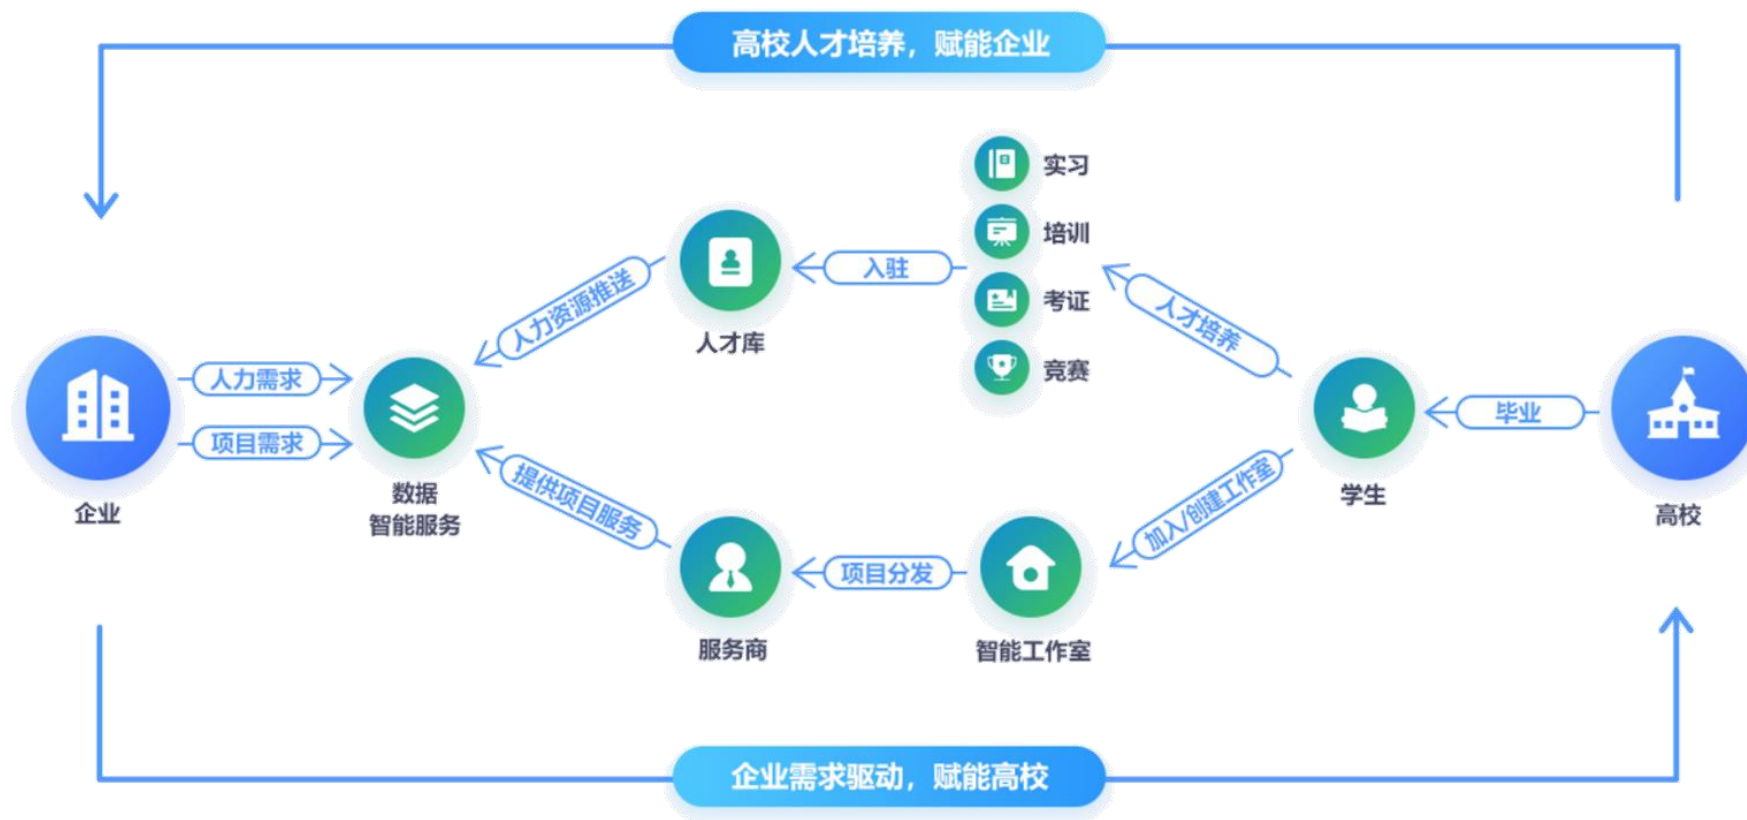 高校人才培养，赋能企业
实习
培训
考证
竞赛
入驻
人才库
人力资源推送
人才培养
人力需求
项目需求
企业
数据
智能服务
毕业
学生
高校
提供项目服务
加入/创建工作室
项目分发
服务商
智能工作室
企业需求驱动，赋能高校